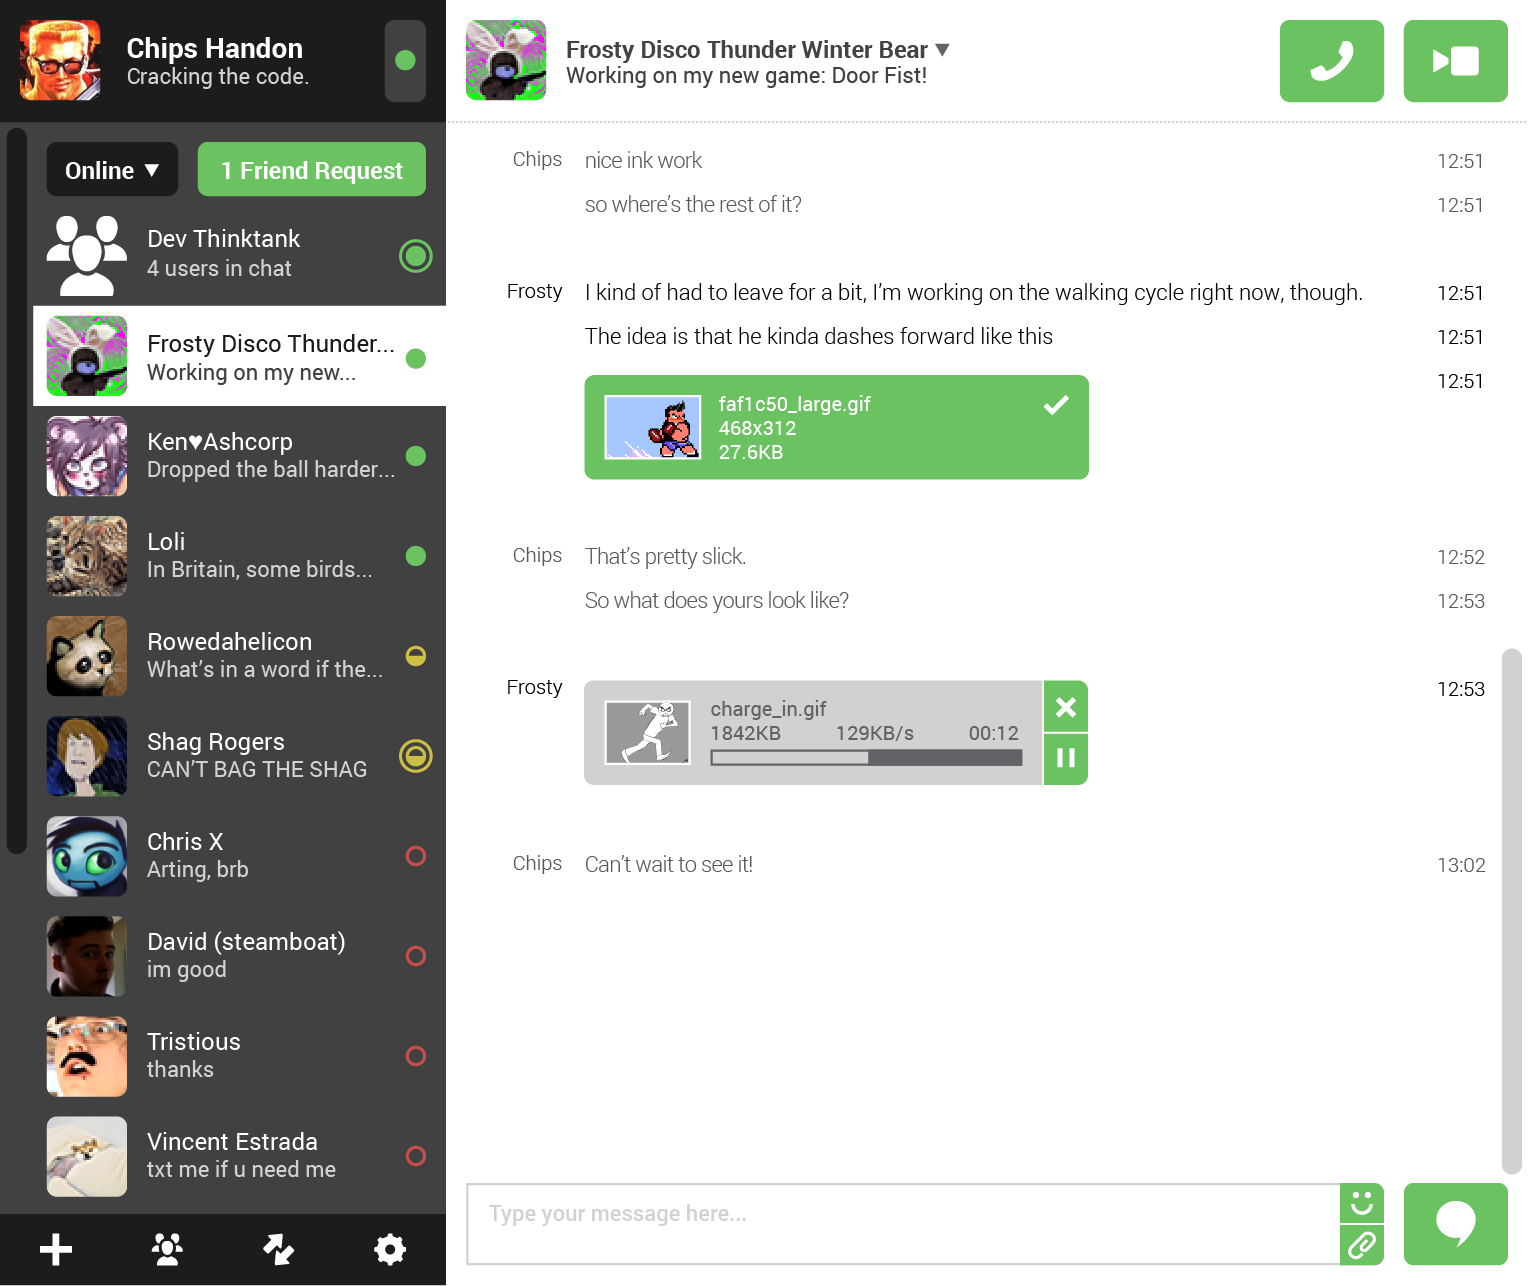 Chips Handon
Cracking the code.
Online ▼
1 Friend Request
Dev Thinktank
4 users in chat
Frosty Disco Thunder...
Working on my new...
Ken♥Ashcorp
Dropped the ball harder...
Loli
In Britain, some birds...
Rowedahelicon
What’s in a word if the...
Shag Rogers
CAN’T BAG THE SHAG
Chris X
Arting, brb
David (steamboat)
im good
Tristious
thanks
Vincent Estrada
txt me if u need me
Frosty Disco Thunder Winter Bear ▼
Working on my new game: Door Fist!
Chips nice ink work 12:51
so where’s the rest of it? 12:51
Frosty I kind of had to leave for a bit, I’m working on the walking cycle right now, though. 12:51
The idea is that he kinda dashes forward like this 12:51
12:51
faf1c50_large.gif
468x312
27.6KB
Chips That’s pretty slick. 12:52
So what does yours look like? 12:53
Frosty 12:53
charge_in.gif
1842KB 129KB/s 00:12
Chips Can’t wait to see it! 13:02
Type your message here...